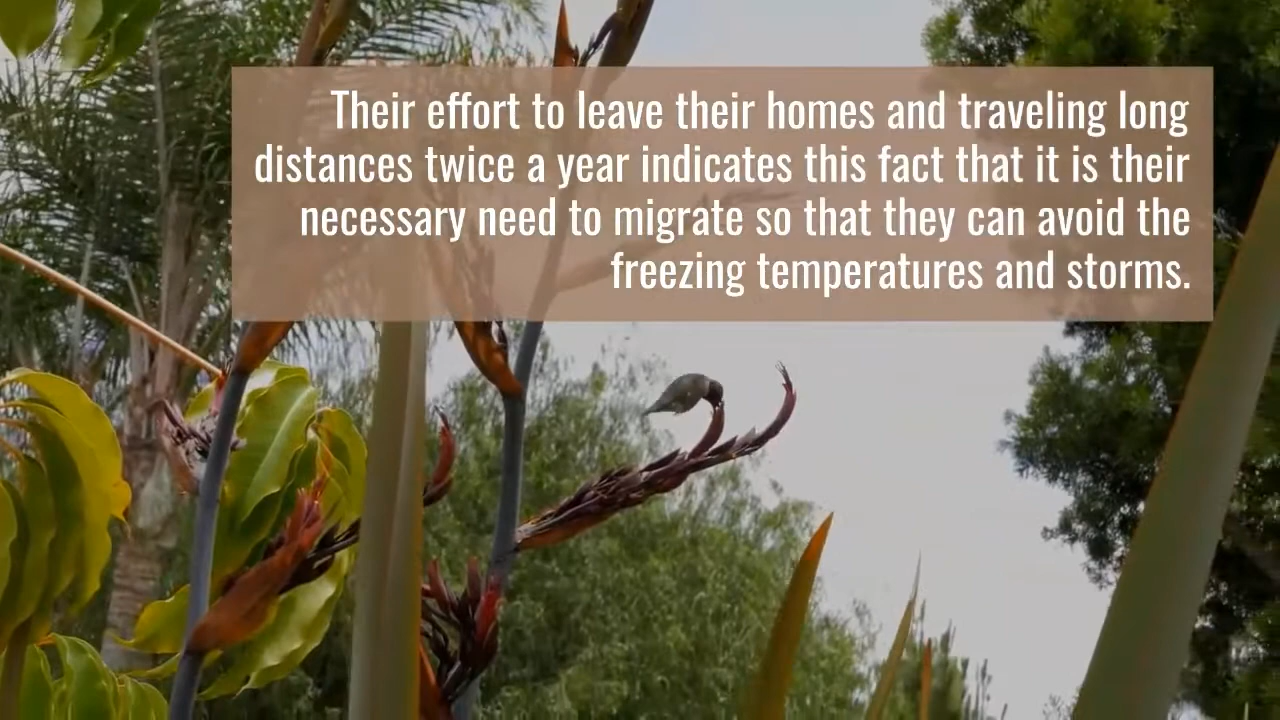 Their effort to leave their homes and traveling long
distances twice a year indicates this fact that it is their
necessary need to migrate so that they can avoid the
freezing temperatures and storms.